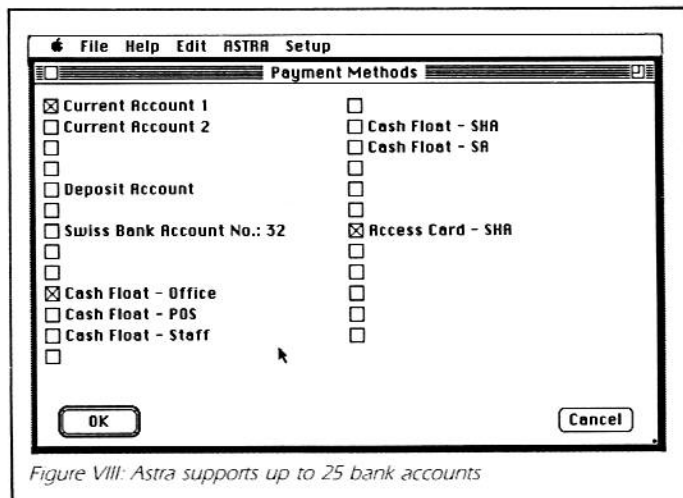 File Help Edit ASTRA Setup
Payment Methods
Current Account 1
Current Account 2
Deposit Account
Swiss Bank Account No.: 32
Cash Float - Office
Cash Float - POS
Cash Float - Staff
Cash Float - SHA
Cash Float - SA
Access Card - SHA
OK
Cancel
Figure VIII: Astra supports up to 25 bank accounts